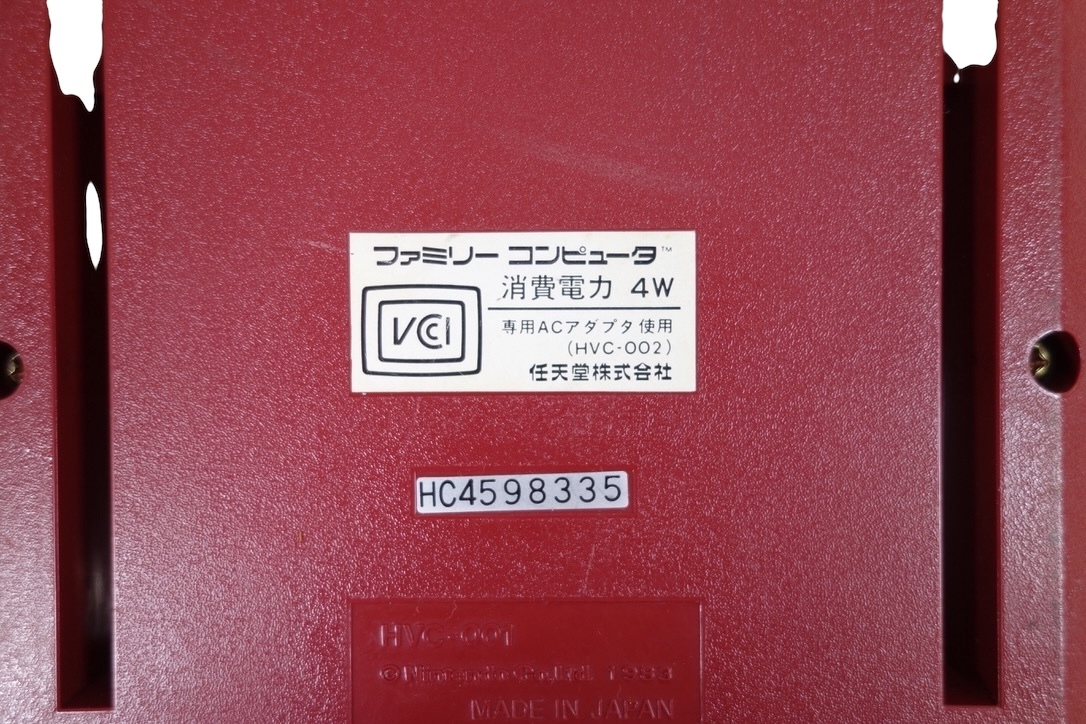 ファミリー コンピュータ™
消費電力 4W
VCCI
専用ACアダプタ使用
(HVC-002)
任天堂株式会社
HC4598335
HVC-001
©Nintendo Co., Ltd. 1983
MADE IN JAPAN